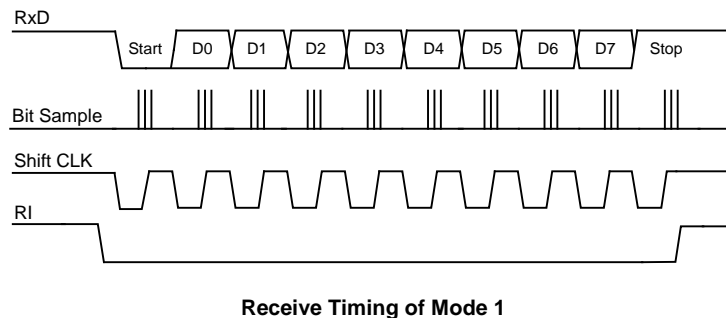 RxD
Start D0 D1 D2 D3 D4 D5 D6 D7 Stop
Bit Sample
Shift CLK
RI
Receive Timing of Mode 1